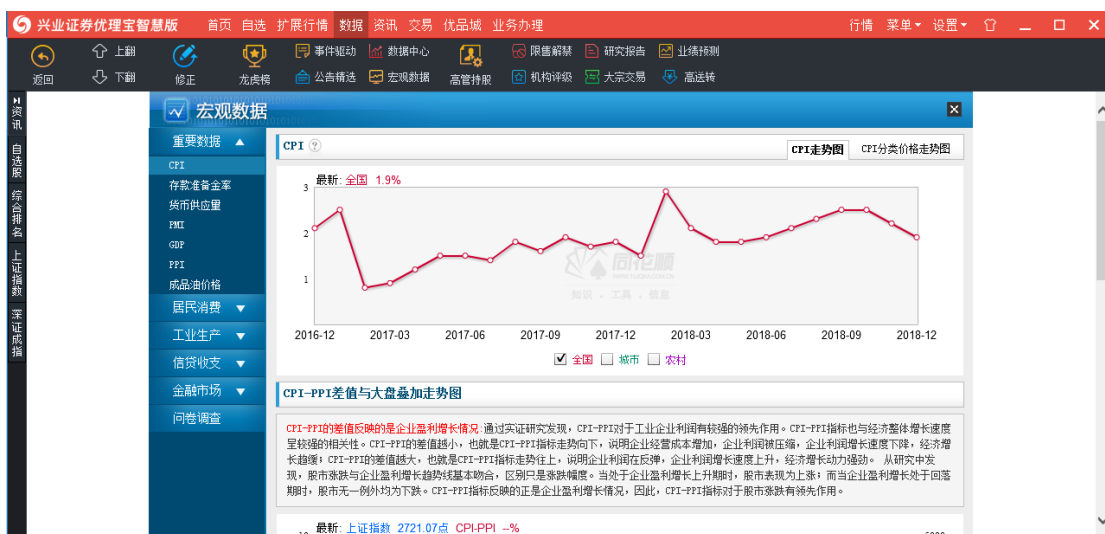 兴业证券优理宝智慧版 首页 自选 扩展行情 数据 资讯 交易 优品城 业务办理 行情 菜单 设置
上翻 事件驱动 数据中心 限售解禁 研究报告 业绩预测
返回 下翻 修正 龙虎榜 公告精选 宏观数据 高管持股 机构评级 大宗交易 高送转
资讯
自选股
综合排名
上证指数
深证成指
宏观数据
重要数据
CPI
存款准备金率
货币供应量
PMI
GDP
PPI
成品油价格
居民消费
工业生产
信贷收支
金融市场
问卷调查
CPI ? CPI走势图 CPI分类价格走势图
最新: 全国 1.9%
3
2
1
同花顺
知识 . 工具 . 信息
2016-12 2017-03 2017-06 2017-09 2017-12 2018-03 2018-06 2018-09 2018-12
全国 城市 农村
CPI-PPI差值与大盘叠加走势图
CPI-PPI的差值反映的是企业盈利增长情况:通过实证研究发现，CPI-PPI对于工业企业利润有较强的领先作用。CPI-PPI指标也与经济整体增长速度
呈较强的相关性。CPI-PPI的差值越小，也就是CPI-PPI指标走势向下，说明企业经营成本增加，企业利润被压缩，企业利润增长速度下降，经济增
长趋缓；CPI-PPI的差值越大，也就是CPI-PPI指标走势往上，说明企业利润在反弹，企业利润增长速度上升，经济增长动力强劲。 从研究中发
现，股市涨跌与企业盈利增长趋势线基本吻合，区别只是涨跌幅度。当处于企业盈利增长上升期时，股市表现为上涨；而当企业盈利增长处于回落
期时，股市无一例外均为下跌。CPI-PPI指标反映的正是企业盈利增长情况，因此，CPI-PPI指标对于股市涨跌有领先作用。
最新: 上证指数 2721.07点 CPI-PPI --%